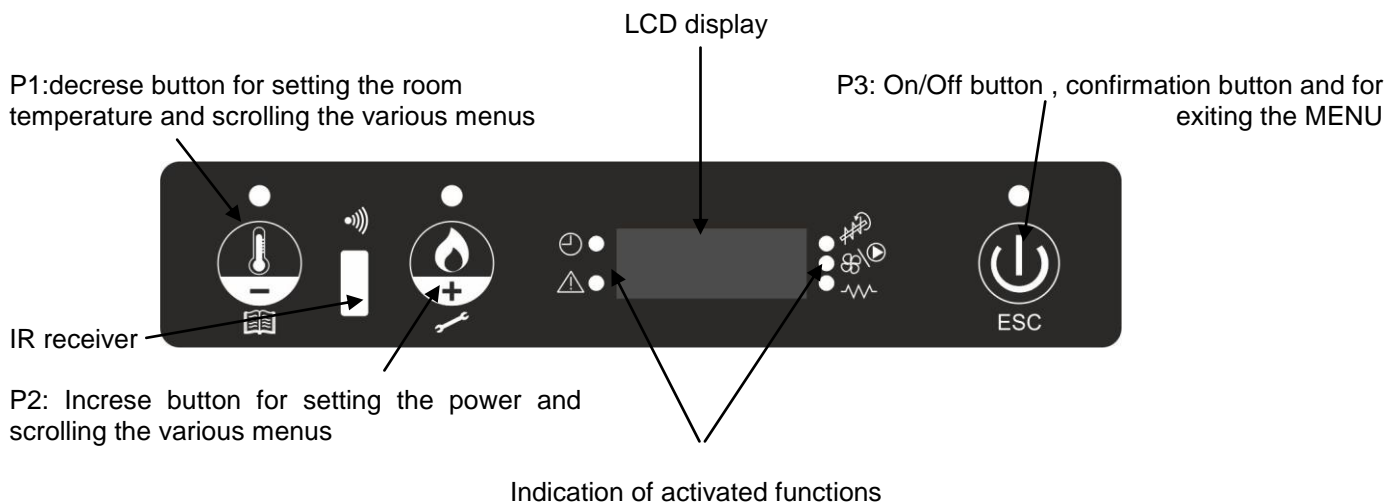 LCD display
P1:decrese button for setting the room
temperature and scrolling the various menus
P3: On/Off button , confirmation button and for
exiting the MENU
−
+
ESC
IR receiver
P2: Increse button for setting the power and
scrolling the various menus
Indication of activated functions